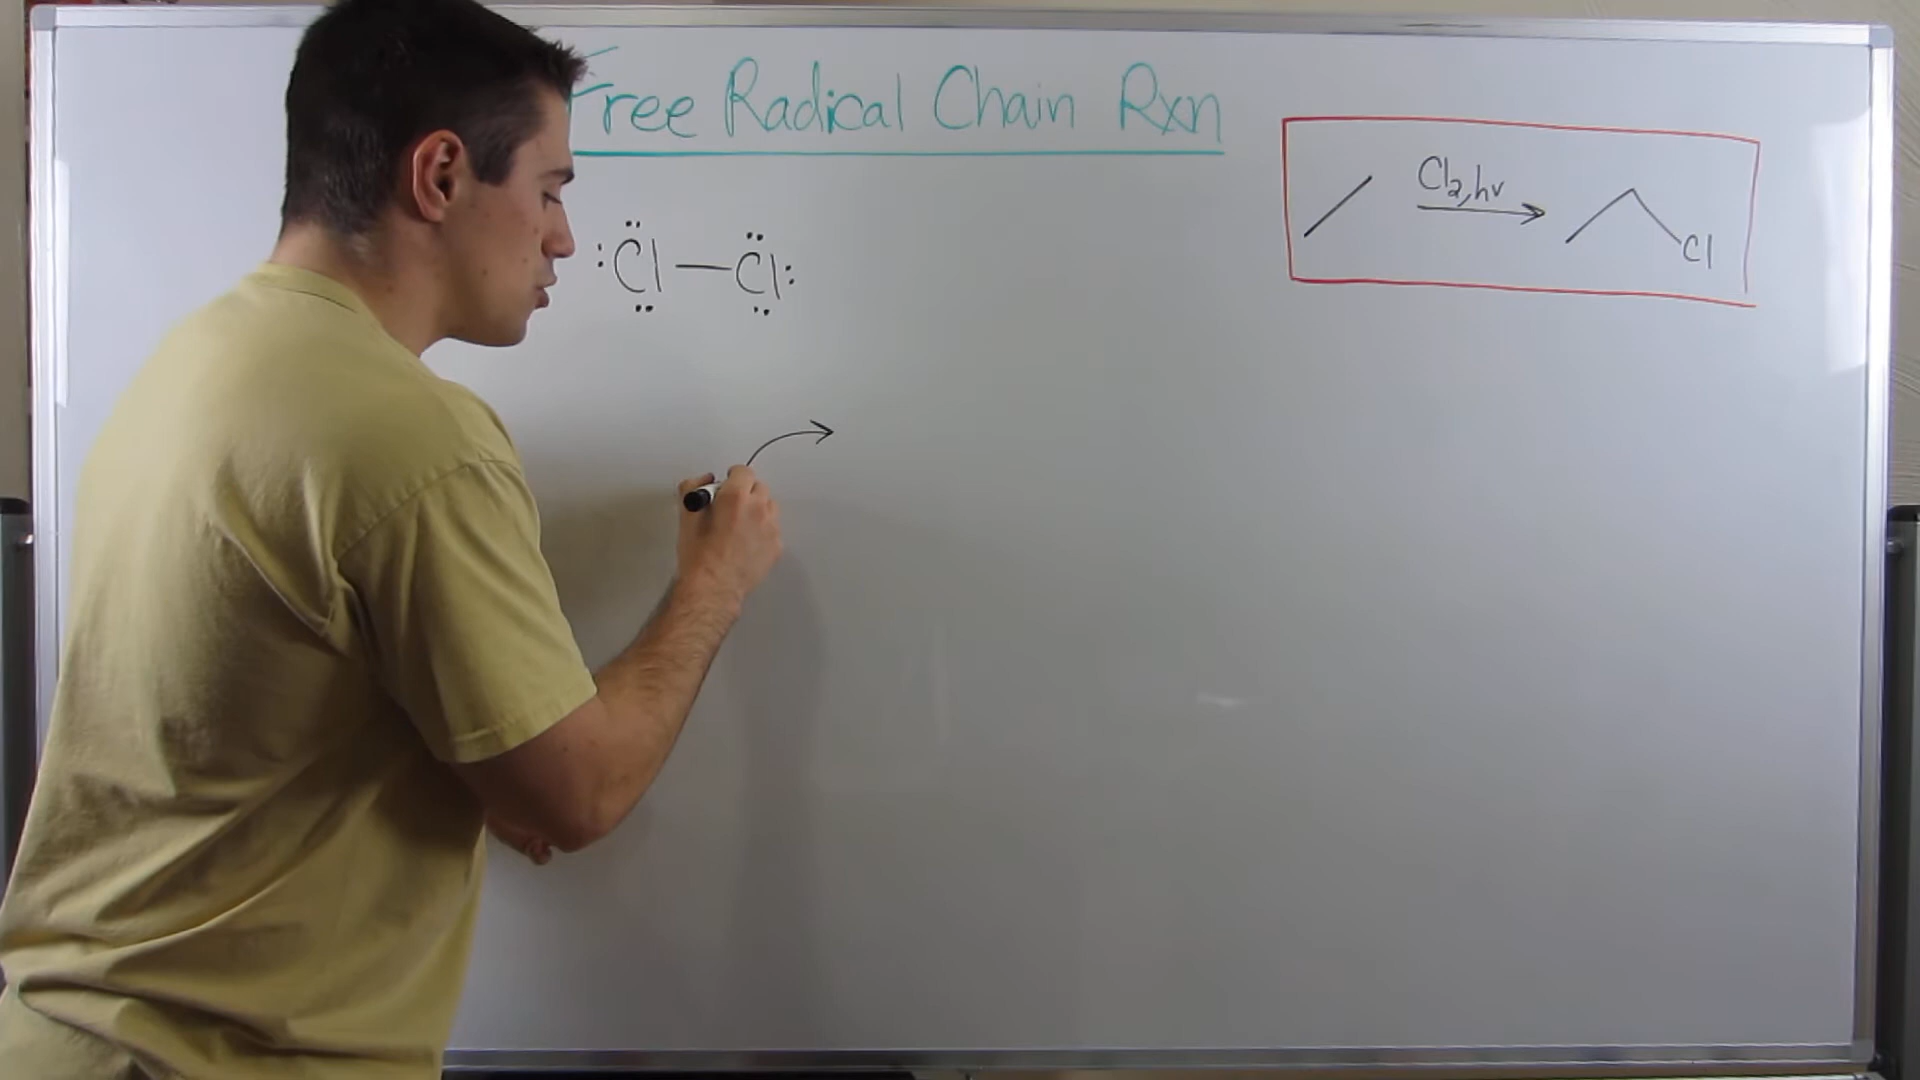 Free Radical Chain Rxn
Cl₂, hν
Cl
:Cl—Cl: